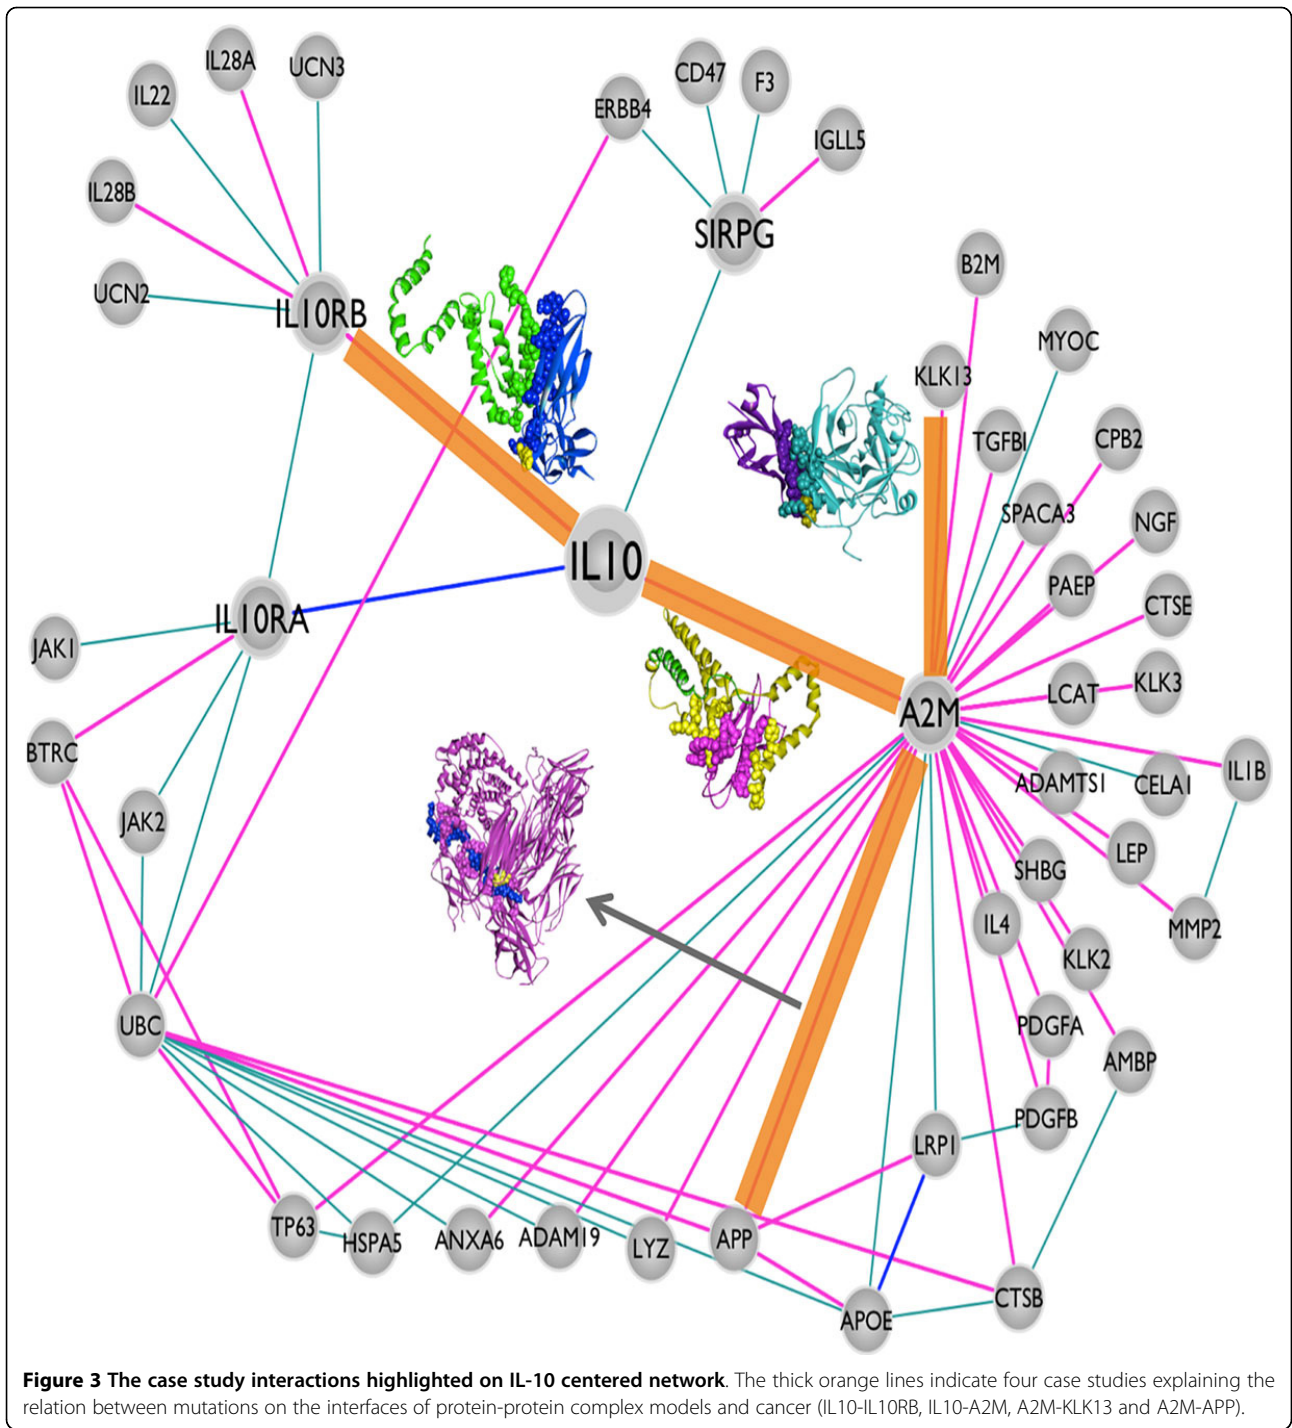 IL28A
UCN3
IL22
IL28B
UCN2
IL10RB
ERBB4
CD47
F3
IGLL5
SIRPG
B2M
MYOC
KLK13
TGFBI
CPB2
SPACA3
NGF
PAEP
CTSE
LCAT
KLK3
IL10
A2M
IL10RA
JAK1
BTRC
JAK2
UBC
ADAMTS1
CELA1
IL1B
LEP
SHBG
MMP2
IL4
KLK2
PDGFA
AMBP
PDGFB
LRP1
TP63
HSPA5
ANXA6
ADAM19
LYZ
APP
APOE
CTSB
Figure 3 The case study interactions highlighted on IL-10 centered network. The thick orange lines indicate four case studies explaining the
relation between mutations on the interfaces of protein-protein complex models and cancer (IL10-IL10RB, IL10-A2M, A2M-KLK13 and A2M-APP).